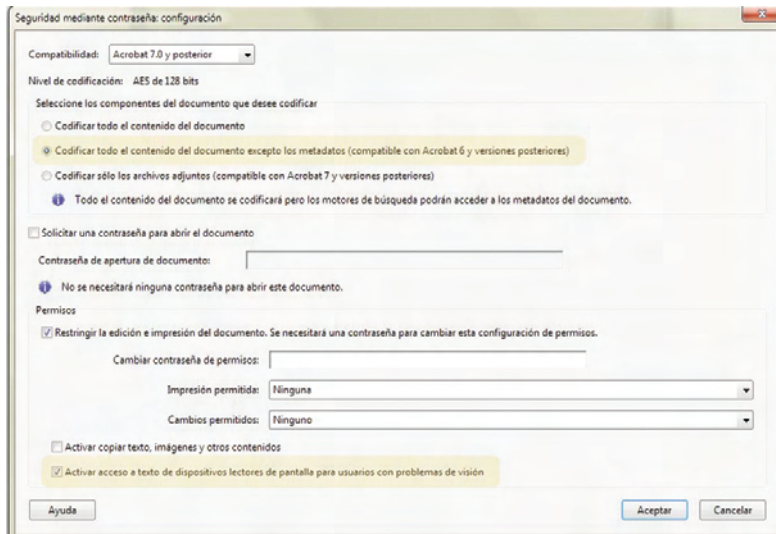 Seguridad mediante contraseña: configuración
Compatibilidad: Acrobat 7.0 y posterior
Nivel de codificación: AES de 128 bits
Seleccione los componentes del documento que desee codificar
Codificar todo el contenido del documento
Codificar todo el contenido del documento excepto los metadatos (compatible con Acrobat 6 y versiones posteriores)
Codificar sólo los archivos adjuntos (compatible con Acrobat 7 y versiones posteriores)
Todo el contenido del documento se codificará pero los motores de búsqueda podrán acceder a los metadatos del documento.
Solicitar una contraseña para abrir el documento
Contraseña de apertura de documento:
No se necesitará ninguna contraseña para abrir este documento.
Permisos
Restringir la edición e impresión del documento. Se necesitará una contraseña para cambiar esta configuración de permisos.
Cambiar contraseña de permisos:
Impresión permitida: Ninguna
Cambios permitidos: Ninguno
Activar copiar texto, imágenes y otros contenidos
Activar acceso a texto de dispositivos lectores de pantalla para usuarios con problemas de visión
Ayuda Aceptar Cancelar